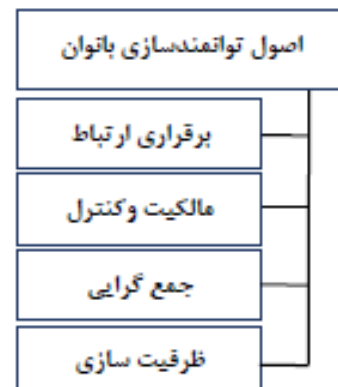 اصول توانمندسازی بانوان
برقراری ارتباط
مالکیت وکنترل
جمع گرایی
ظرفیت سازی